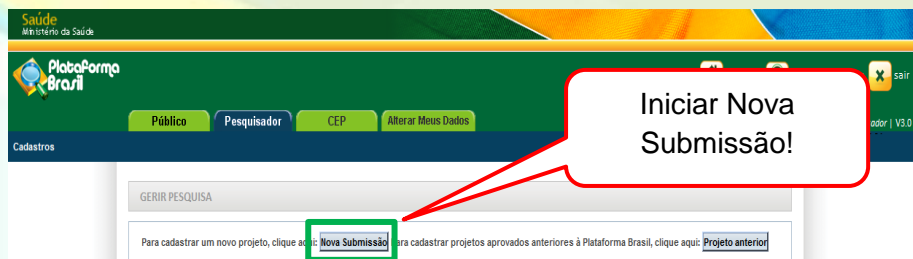 Saúde
Ministério da Saúde
Plataforma
Brasil
sair
Público Pesquisador CEP Alterar Meus Dados
ador | V3.0
Cadastros
Iniciar Nova
Submissão!
GERIR PESQUISA
Para cadastrar um novo projeto, clique aqui: Nova Submissão ara cadastrar projetos aprovados anteriores à Plataforma Brasil, clique aqui: Projeto anterior